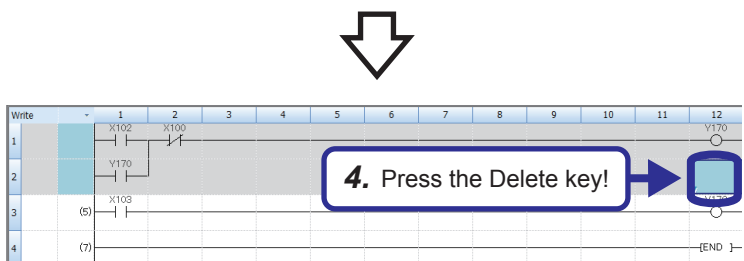 Write 1 2 3 4 5 6 7 8 9 10 11 12
X102 X100 Y170
1
Y170
2 4. Press the Delete key!
X103
3 (5)
4 (7) [END ]